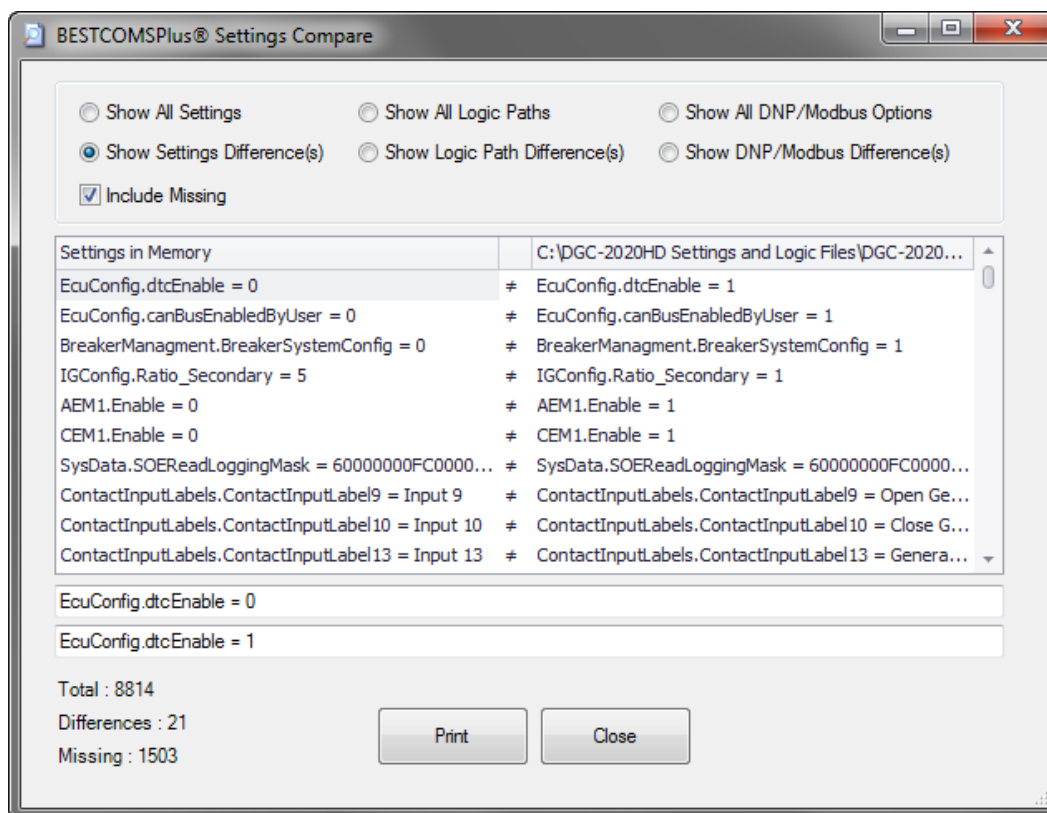 BESTCOMSPlus® Settings Compare
Show All Settings Show All Logic Paths Show All DNP/Modbus Options
Show Settings Difference(s) Show Logic Path Difference(s) Show DNP/Modbus Difference(s)
Include Missing
Settings in Memory C:\DGC-2020HD Settings and Logic Files\DGC-2020...
EcuConfig.dtcEnable = 0 ≠ EcuConfig.dtcEnable = 1
EcuConfig.canBusEnabledByUser = 0 ≠ EcuConfig.canBusEnabledByUser = 1
BreakerManagment.BreakerSystemConfig = 0 ≠ BreakerManagment.BreakerSystemConfig = 1
IGConfig.Ratio_Secondary = 5 ≠ IGConfig.Ratio_Secondary = 1
AEM1.Enable = 0 ≠ AEM1.Enable = 1
CEM1.Enable = 0 ≠ CEM1.Enable = 1
SysData.SOEReadLoggingMask = 60000000FC0000... ≠ SysData.SOEReadLoggingMask = 60000000FC0000...
ContactInputLabels.ContactInputLabel9 = Input 9 ≠ ContactInputLabels.ContactInputLabel9 = Open Ge...
ContactInputLabels.ContactInputLabel10 = Input 10 ≠ ContactInputLabels.ContactInputLabel10 = Close G...
ContactInputLabels.ContactInputLabel13 = Input 13 ≠ ContactInputLabels.ContactInputLabel13 = Genera...
EcuConfig.dtcEnable = 0
EcuConfig.dtcEnable = 1
Total : 8814
Differences : 21
Missing : 1503
Print Close